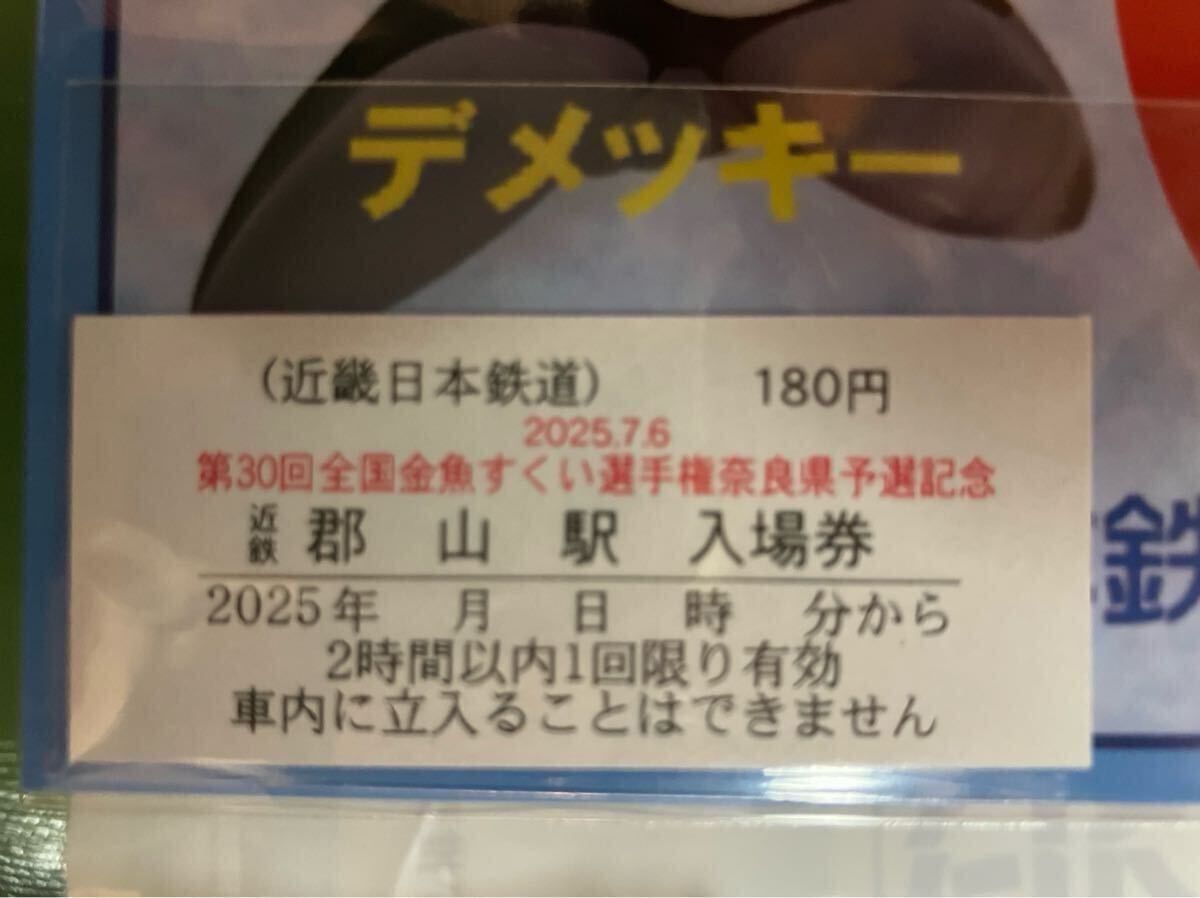 デメッキー
（近畿日本鉄道） 180円
2025.7.6
第30回全国金魚すくい選手権奈良県予選記念
近鉄 郡山駅 入場券
2025年 月 日 時 分から
2時間以内1回限り有効
車内に立入ることはできません
鉄